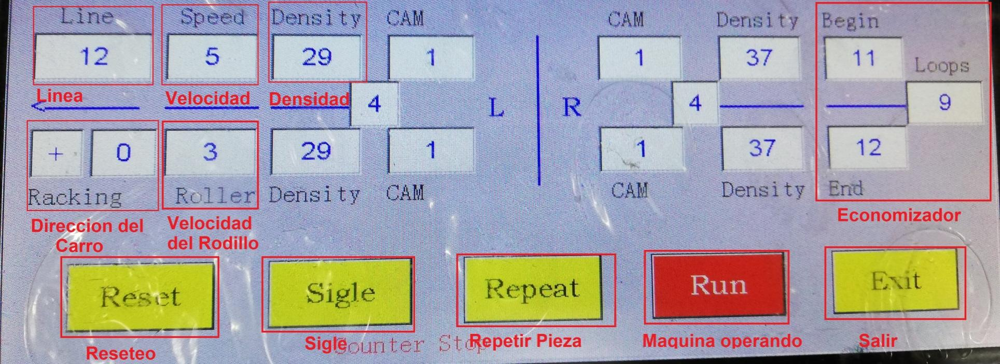 Line Speed Density CAM CAM Density Begin
12 5 29 1 1 37 11
Loops
Linea Velocidad Densidad 4 L R 4 9
+ 0 3 29 1 1 37 12
Racking Roller Density CAM CAM Density End
Direccion del Carro
Velocidad del Rodillo
Economizador
Reset Sigle Repeat Run Exit
Counter Stop
Reseteo Sigle Repetir Pieza Maquina operando Salir